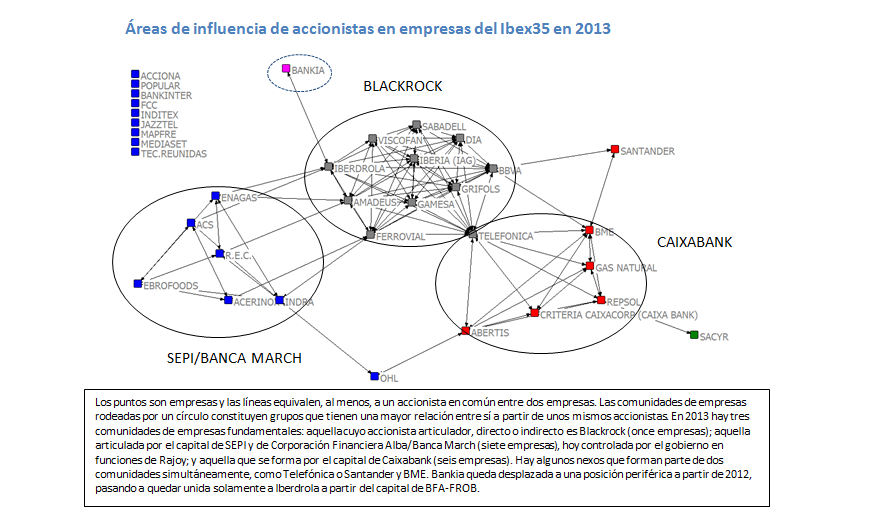 Áreas de influencia de accionistas en empresas del Ibex35 en 2013
BANKIA
ACCIONA
POPULAR
BANKINTER
FCC
INDITEX
JAZZTEL
MAPFRE
MEDIASET
TEC.REUNIDAS
BLACKROCK
SABADELL
VISCOFAN
DIA
IBERIA (IAG)
SANTANDER
IBERDROLA
BBVA
GRIFOLS
ENAGAS
AMADEUS
GAMESA
ACS
FERROVIAL
TELEFONICA
BME
CAIXABANK
R.E.C.
GAS NATURAL
EBROFOODS
ACERINOX
INDRA
REPSOL
CRITERIA CAIXACORP (CAIXA BANK)
ABERTIS
SACYR
SEPI/BANCA MARCH
OHL
Los puntos son empresas y las líneas equivalen, al menos, a un accionista en común entre dos empresas. Las comunidades de empresas
rodeadas por un círculo constituyen grupos que tienen una mayor relación entre sí a partir de unos mismos accionistas. En 2013 hay tres
comunidades de empresas fundamentales: aquella cuyo accionista articulador, directo o indirecto es Blackrock (once empresas); aquella
articulada por el capital de SEPI y de Corporación Financiera Alba/Banca March (siete empresas), hoy controlada por el gobierno en
funciones de Rajoy; y aquella que se forma por el capital de Caixabank (seis empresas). Hay algunos nexos que forman parte de dos
comunidades simultáneamente, como Telefónica o Santander y BME. Bankia queda desplazada a una posición periférica a partir de 2012,
pasando a quedar unida solamente a Iberdrola a partir del capital de BFA-FROB.